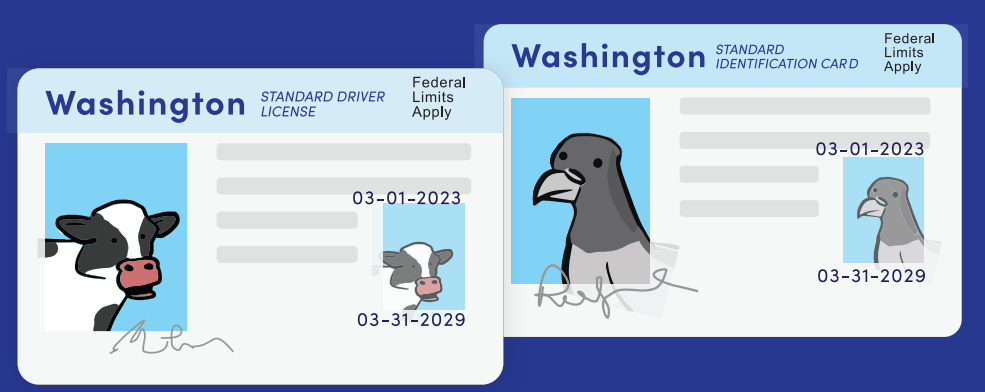 Washington STANDARD DRIVER
LICENSE
Federal
Limits
Apply
03-01-2023
03-31-2029
Washington STANDARD
IDENTIFICATION CARD
Federal
Limits
Apply
03-01-2023
03-31-2029